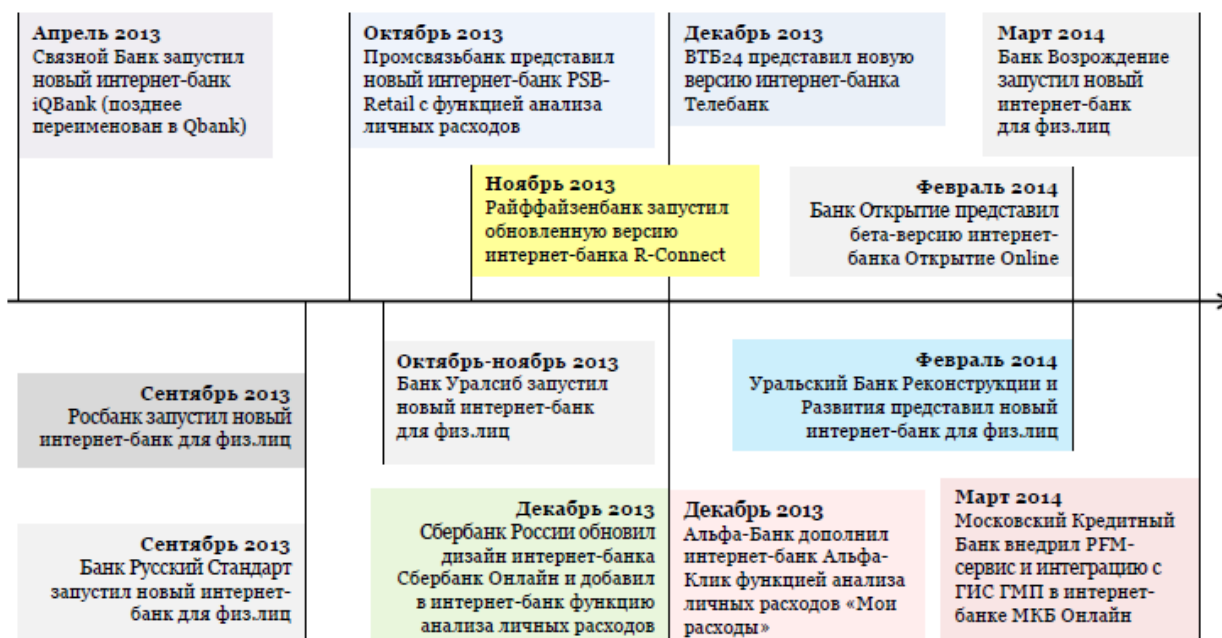 Апрель 2013
Связной Банк запустил
новый интернет-банк
iQBank (позднее
переименован в Qbank)
Октябрь 2013
Промсвязьбанк представил
новый интернет-банк PSB-
Retail с функцией анализа
личных расходов
Декабрь 2013
ВТБ24 представил новую
версию интернет-банка
Телебанк
Март 2014
Банк Возрождение
запустил новый
интернет-банк
для физ.лиц
Ноябрь 2013
Райффайзенбанк запустил
обновленную версию
интернет-банка R-Connect
Февраль 2014
Банк Открытие представил
бета-версию интернет-
банка Открытие Online
Сентябрь 2013
Росбанк запустил новый
интернет-банк для физ.лиц
Октябрь-ноябрь 2013
Банк Уралсиб запустил
новый интернет-банк
для физ.лиц
Февраль 2014
Уральский Банк Реконструкции и
Развития представил новый
интернет-банк для физ.лиц
Сентябрь 2013
Банк Русский Стандарт
запустил новый интернет-
банк для физ.лиц
Декабрь 2013
Сбербанк России обновил
дизайн интернет-банка
Сбербанк Онлайн и добавил
в интернет-банк функцию
анализа личных расходов
Декабрь 2013
Альфа-Банк дополнил
интернет-банк Альфа-
Клик функцией анализа
личных расходов «Мои
расходы»
Март 2014
Московский Кредитный
Банк внедрил PFM-
сервис и интеграцию с
ГИС ГМП в интернет-
банке МКБ Онлайн